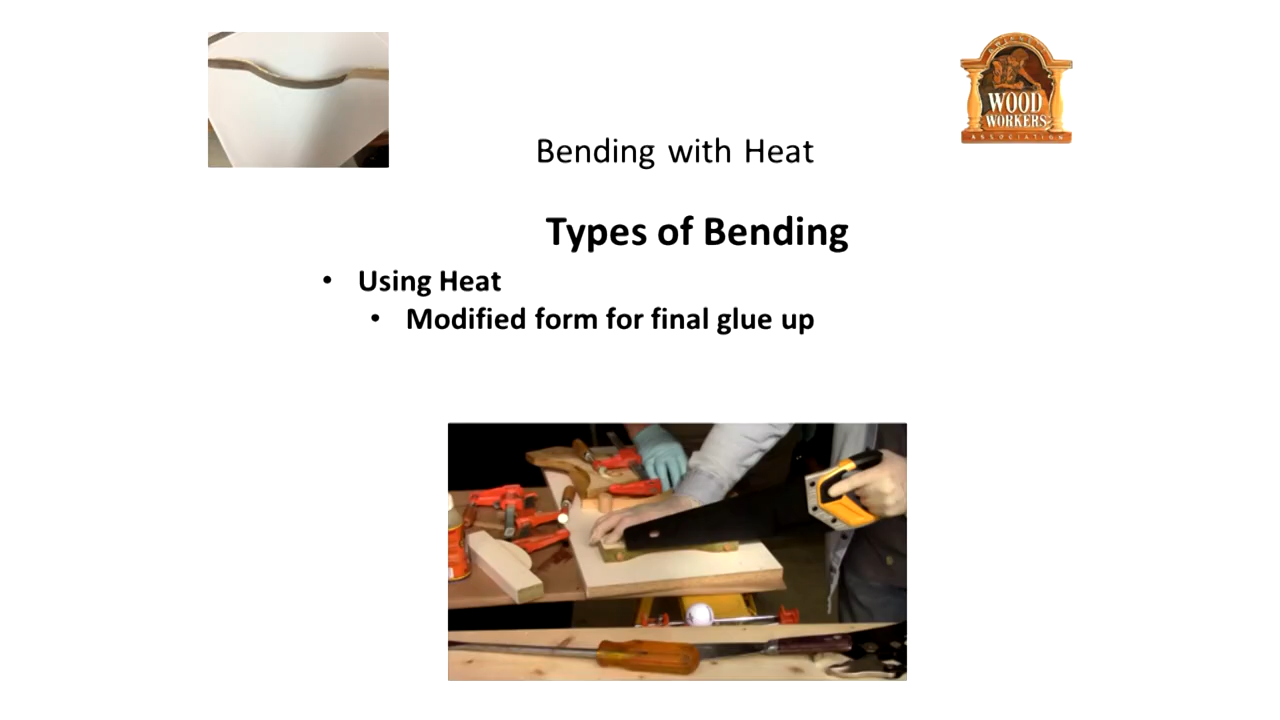 WOOD
WORKERS
ASSOCIATION
Bending with Heat
Types of Bending
• Using Heat
• Modified form for final glue up